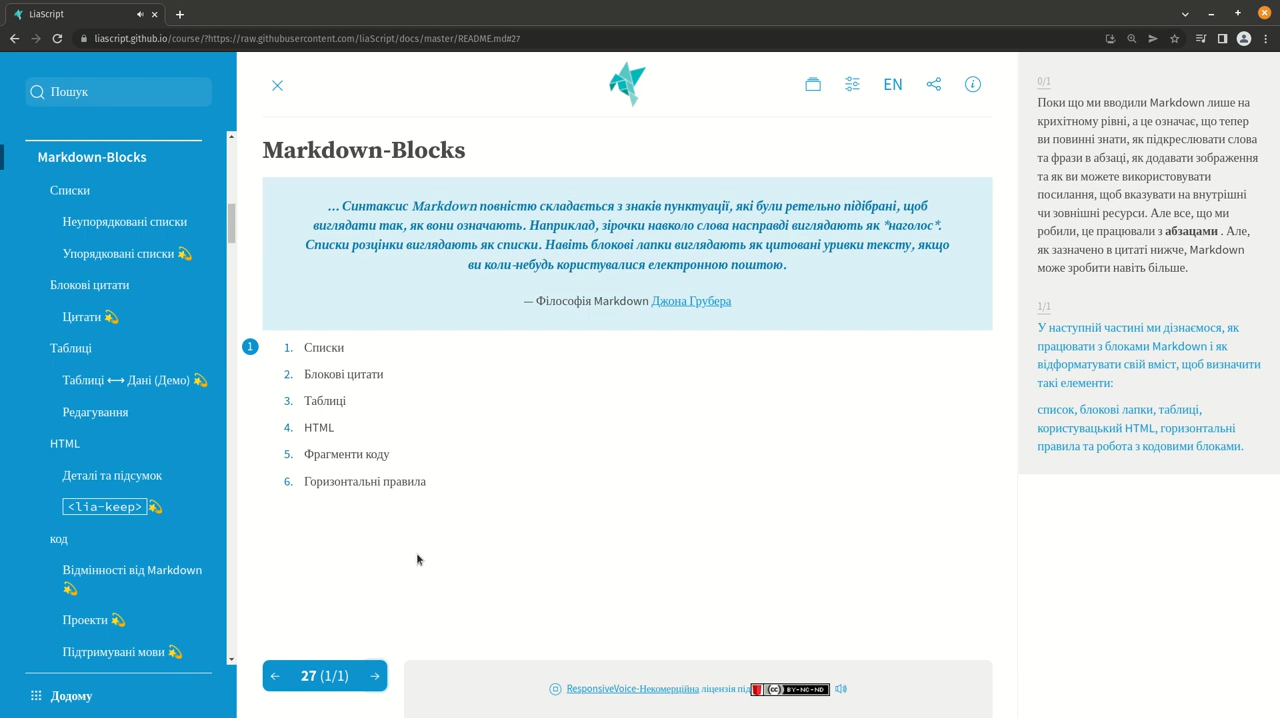 LiaScript
liascript.github.io/course/?https://raw.githubusercontent.com/liaScript/docs/master/README.md#27
Пошук
Markdown-Blocks
Списки
Неупорядковані списки
Упорядковані списки 💫
Блокові цитати
Цитати 💫
Таблиці
Таблиці ⟷ Дані (Демо) 💫
Редагування
HTML
Деталі та підсумок
<lia-keep> 💫
код
Відмінності від Markdown
💫
Проекти 💫
Підтримувані мови 💫
Додому
EN
Markdown-Blocks
... Синтаксис Markdown повністю складається з знаків пунктуації, які були ретельно підібрані, щоб
виглядати так, як вони означають. Наприклад, зірочки навколо слова насправді виглядають як *наголос*.
Списки розцінки виглядають як списки. Навіть блокові лапки виглядають як цитовані уривки тексту, якщо
ви коли-небудь користувалися електронною поштою.
— Філософія Markdown Джона Грубера
1
1. Списки
2. Блокові цитати
3. Таблиці
4. HTML
5. Фрагменти коду
6. Горизонтальні правила
← 27 (1/1) →
ResponsiveVoice-Некомерційна ліцензія під
cc BY-NC-ND
0/1
Поки що ми вводили Markdown лише на
крихітному рівні, а це означає, що тепер
ви повинні знати, як підкреслювати слова
та фрази в абзаці, як додавати зображення
та як ви можете використовувати
посилання, щоб вказувати на внутрішні
чи зовнішні ресурси. Але все, що ми
робили, це працювали з абзацами . Але,
як зазначено в цитаті нижче, Markdown
може зробити навіть більше.
1/1
У наступній частині ми дізнаємося, як
працювати з блоками Markdown і як
відформатувати свій вміст, щоб визначити
такі елементи:
список, блокові лапки, таблиці,
користувацький HTML, горизонтальні
правила та робота з кодовими блоками.